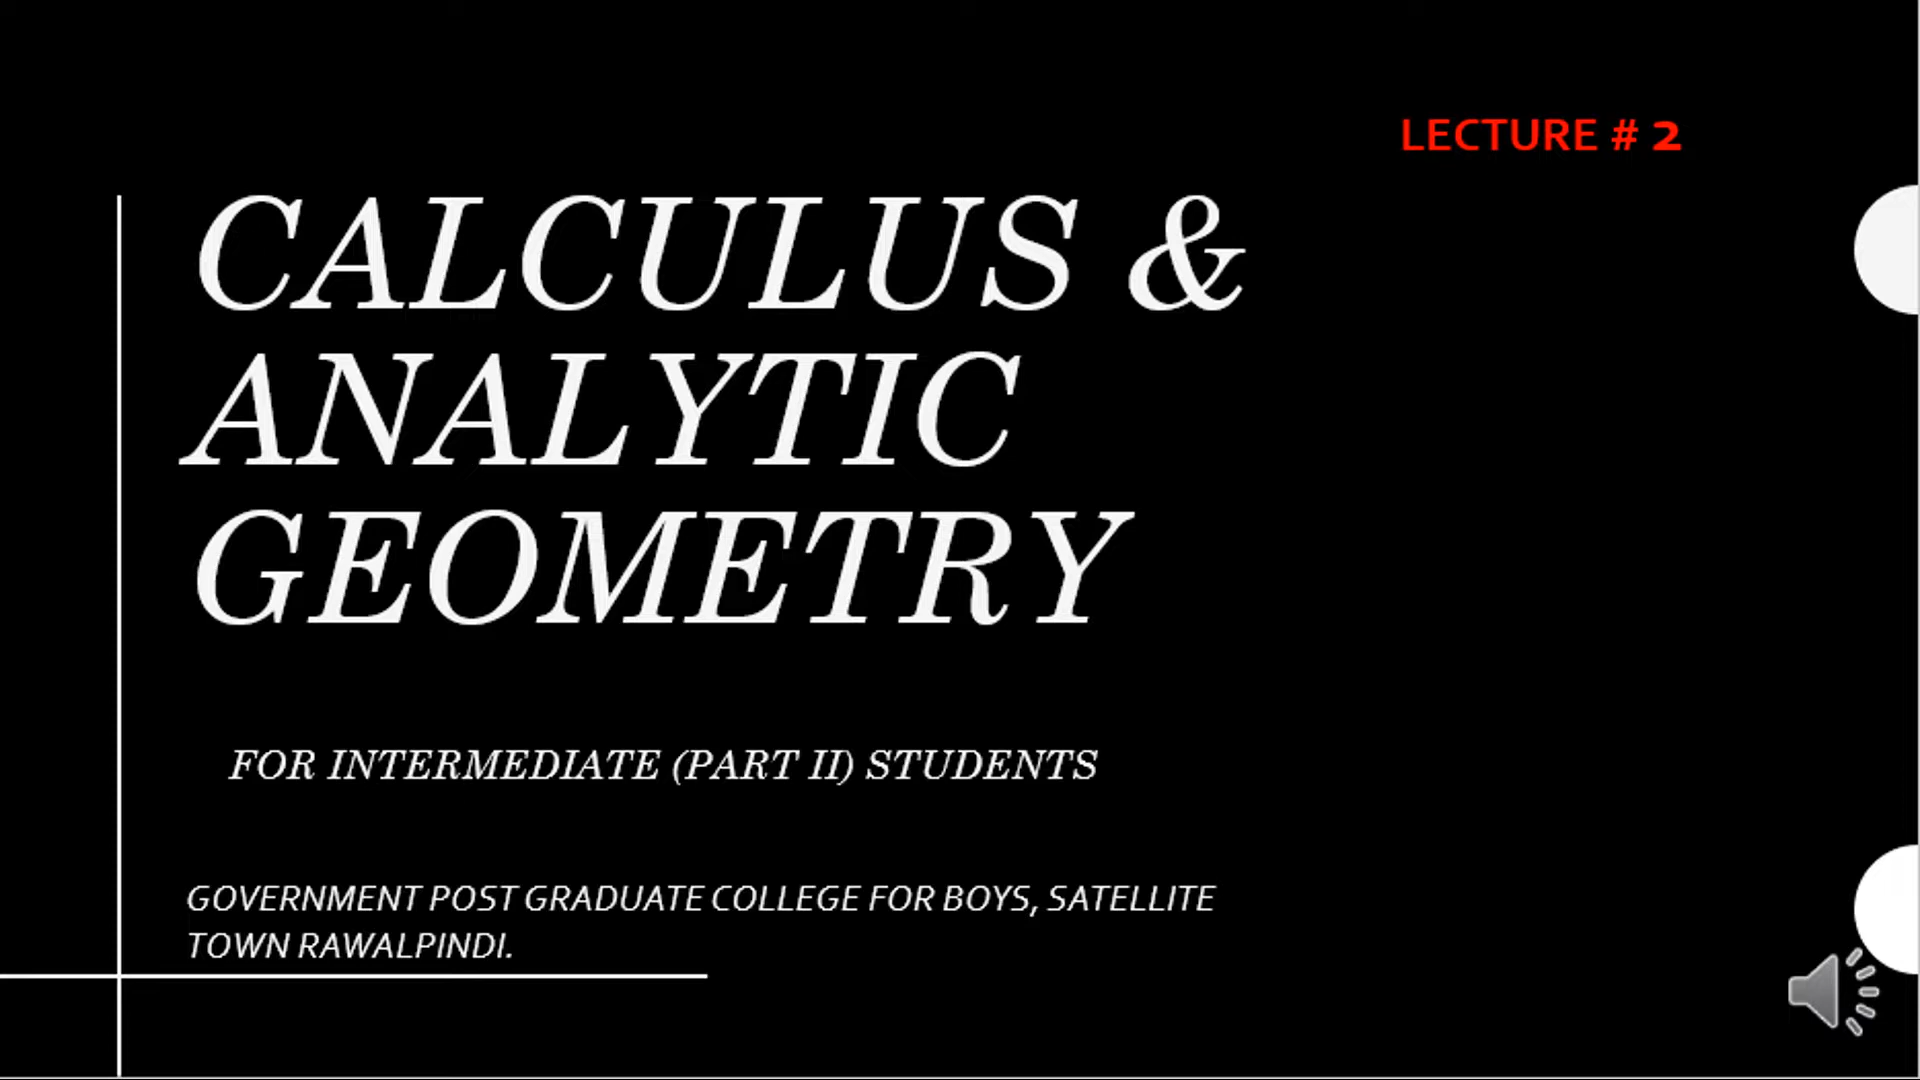 LECTURE # 2
CALCULUS &
ANALYTIC
GEOMETRY
FOR INTERMEDIATE (PART II) STUDENTS
GOVERNMENT POST GRADUATE COLLEGE FOR BOYS, SATELLITE
TOWN RAWALPINDI.